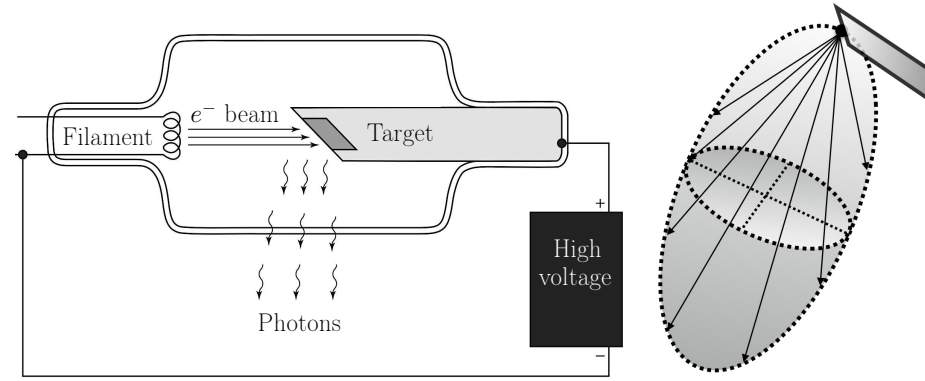 Filament
e⁻ beam
Target
+
High
voltage
−
Photons